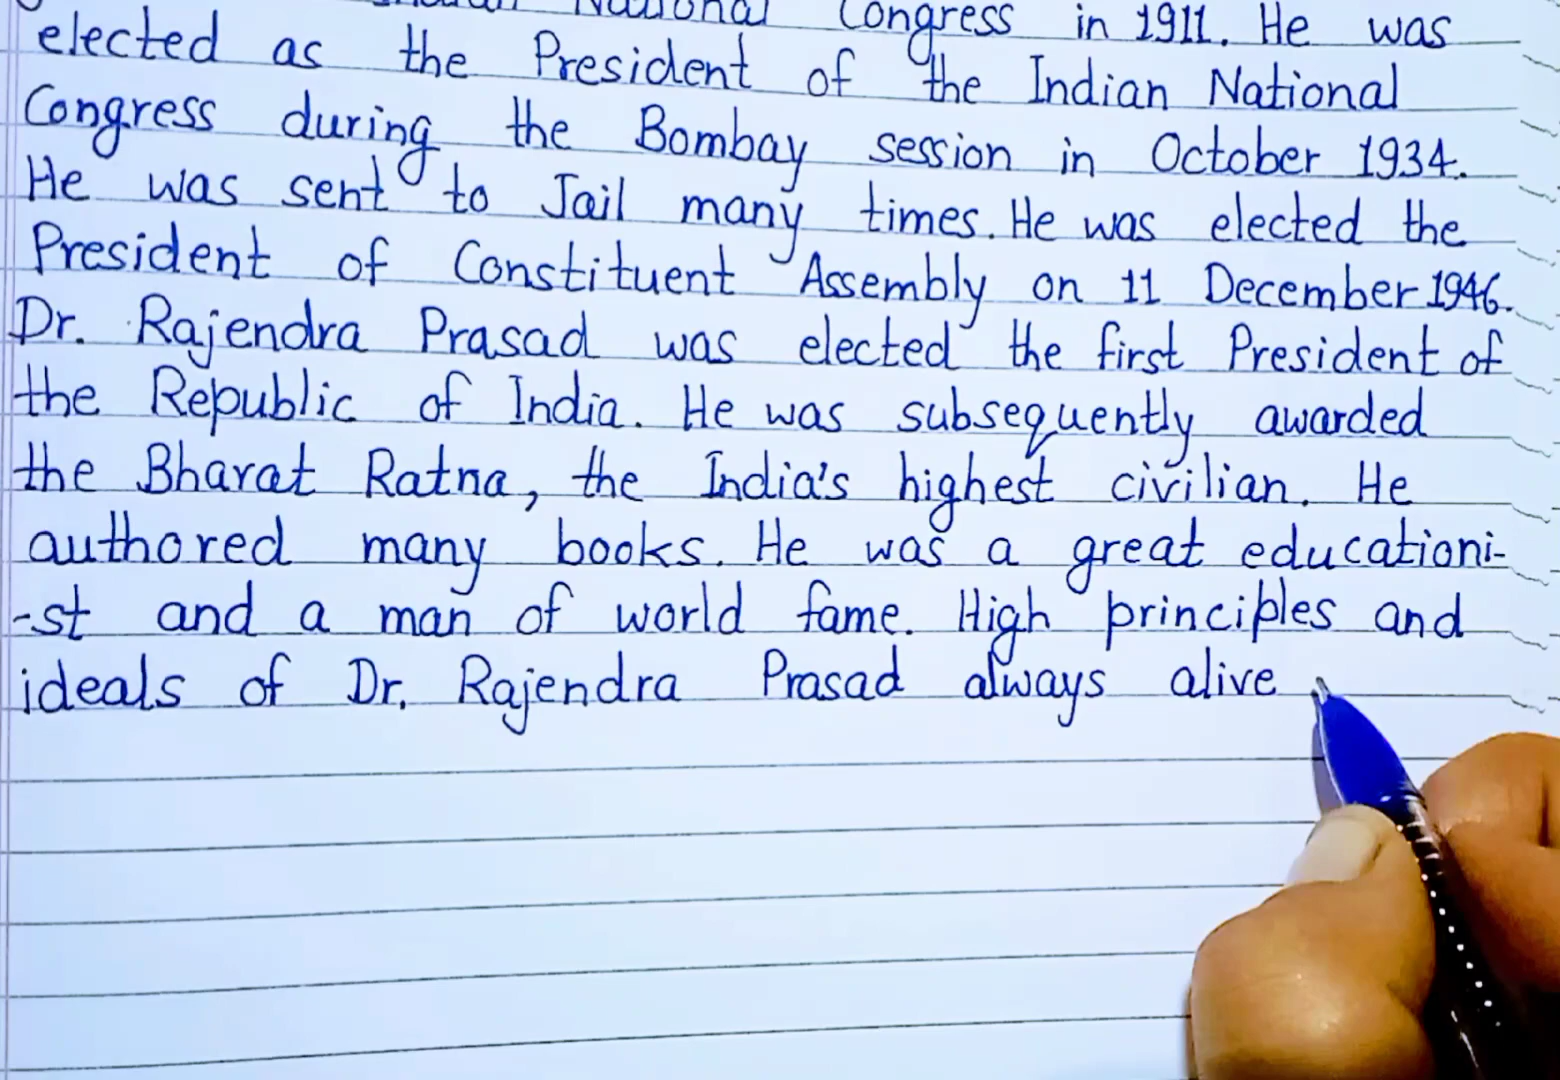 Indian National Congress in 1911. He was
elected as the President of the Indian National
Congress during the Bombay session in October 1934.
He was sent to Jail many times. He was elected the
President of Constituent Assembly on 11 December 1946.
Dr. Rajendra Prasad was elected the first President of
the Republic of India. He was subsequently awarded
the Bharat Ratna, the India's highest civilian. He
authored many books. He was a great educationi-
-st and a man of world fame. High principles and
ideals of Dr. Rajendra Prasad always alive